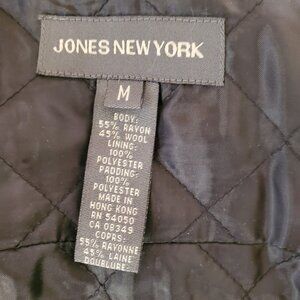 JONES NEW YORK
M
BODY:
55% RAYON
45% WOOL
LINING:
100%
POLYESTER
PADDING:
100%
POLYESTER
MADE IN
HONG KONG
RN 54050
CA 08349
CORPS:
55% RAYONNE
45% LAINE
DOUBLURE: